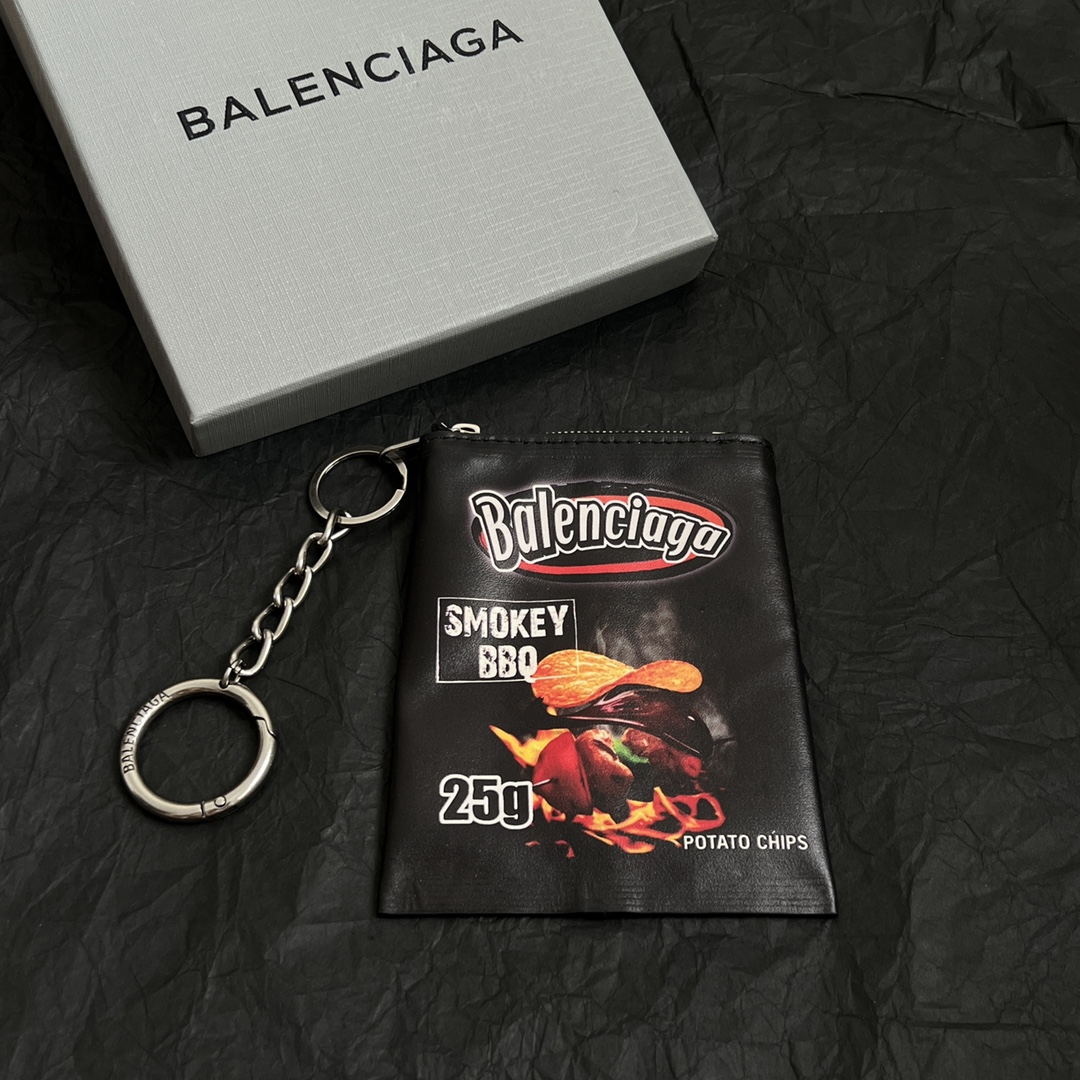 BALENCIAGA
Balenciaga
SMOKEY
BBQ
BALENCIAGA
25g
POTATO CHIPS